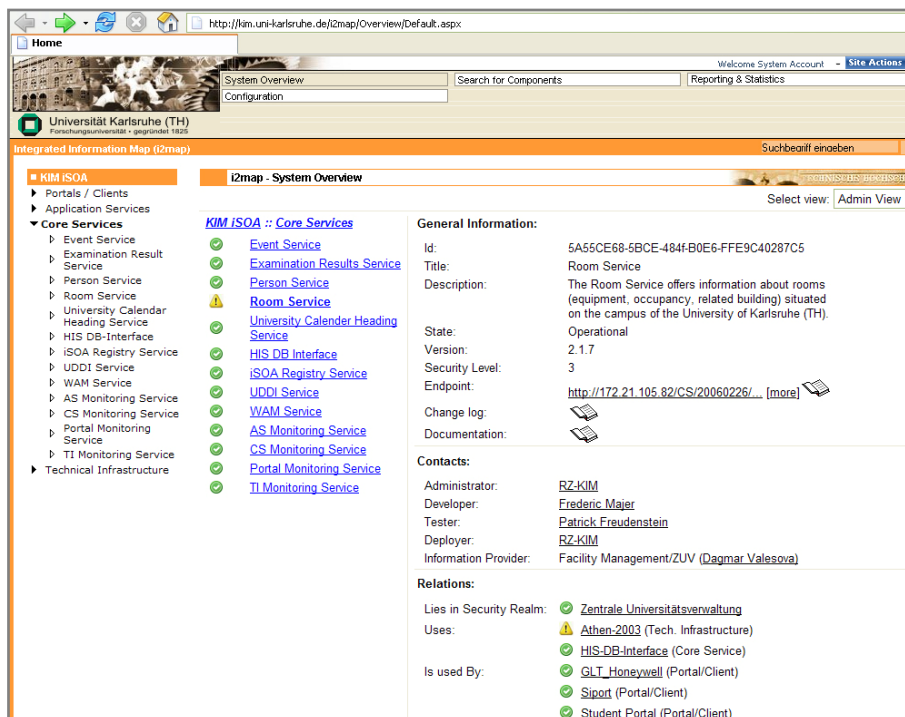 http://kim.uni-karlsruhe.de/i2map/Overview/Default.aspx
Home
Welcome System Account
Site Actions
System Overview
Search for Components
Reporting & Statistics
Configuration
Universität Karlsruhe (TH)
Forschungsuniversität • gegründet 1825
Integrated Information Map (i2map)
Suchbegriff eingeben
KIM iSOA
Portals / Clients
Application Services
Core Services
Event Service
Examination Result
Service
Person Service
Room Service
University Calendar
Heading Service
HIS DB-Interface
iSOA Registry Service
UDDI Service
WAM Service
AS Monitoring Service
CS Monitoring Service
Portal Monitoring
Service
TI Monitoring Service
Technical Infrastructure
i2map - System Overview
Select view: Admin View
KIM iSOA :: Core Services
Event Service
Examination Results Service
Person Service
Room Service
University Calender Heading
Service
HIS DB Interface
iSOA Registry Service
UDDI Service
WAM Service
AS Monitoring Service
CS Monitoring Service
Portal Monitoring Service
TI Monitoring Service
General Information:
Id: 5A55CE68-5BCE-484f-B0E6-FFE9C40287C5
Title: Room Service
Description: The Room Service offers information about rooms
(equipment, occupancy, related building) situated
on the campus of the University of Karlsruhe (TH).
State: Operational
Version: 2.1.7
Security Level: 3
Endpoint: http://172.21.105.82/CS/20060226/... [more]
Change log:
Documentation:
Contacts:
Administrator: RZ-KIM
Developer: Frederic Majer
Tester: Patrick Freudenstein
Deployer: RZ-KIM
Information Provider: Facility Management/ZUV (Dagmar Valesova)
Relations:
Lies in Security Realm: Zentrale Universitätsverwaltung
Uses: Athen-2003 (Tech. Infrastructure)
HIS-DB-Interface (Core Service)
Is used By: GLT_Honeywell (Portal/Client)
Siport (Portal/Client)
Student Portal (Portal/Client)